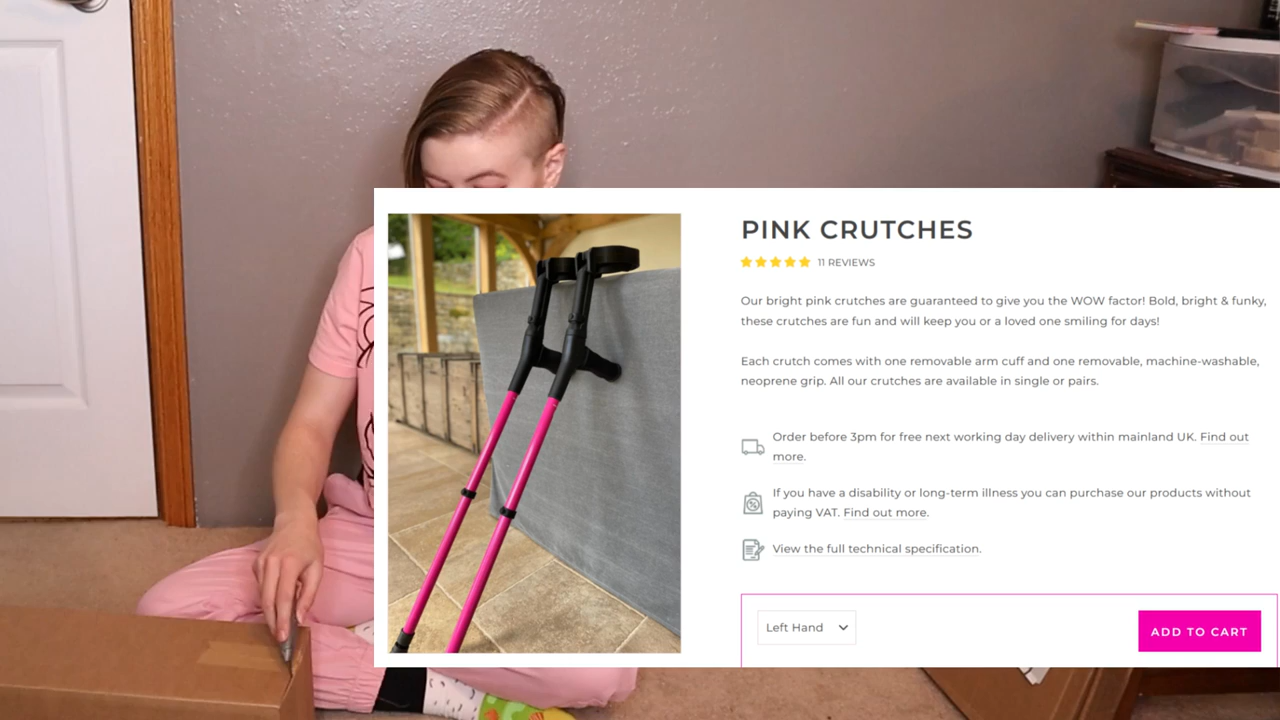 PINK CRUTCHES
11 REVIEWS
Our bright pink crutches are guaranteed to give you the WOW factor! Bold, bright & funky,
these crutches are fun and will keep you or a loved one smiling for days!
Each crutch comes with one removable arm cuff and one removable, machine-washable,
neoprene grip. All our crutches are available in single or pairs.
Order before 3pm for free next working day delivery within mainland UK. Find out
more.
If you have a disability or long-term illness you can purchase our products without
paying VAT. Find out more.
View the full technical specification.
Left Hand
ADD TO CART